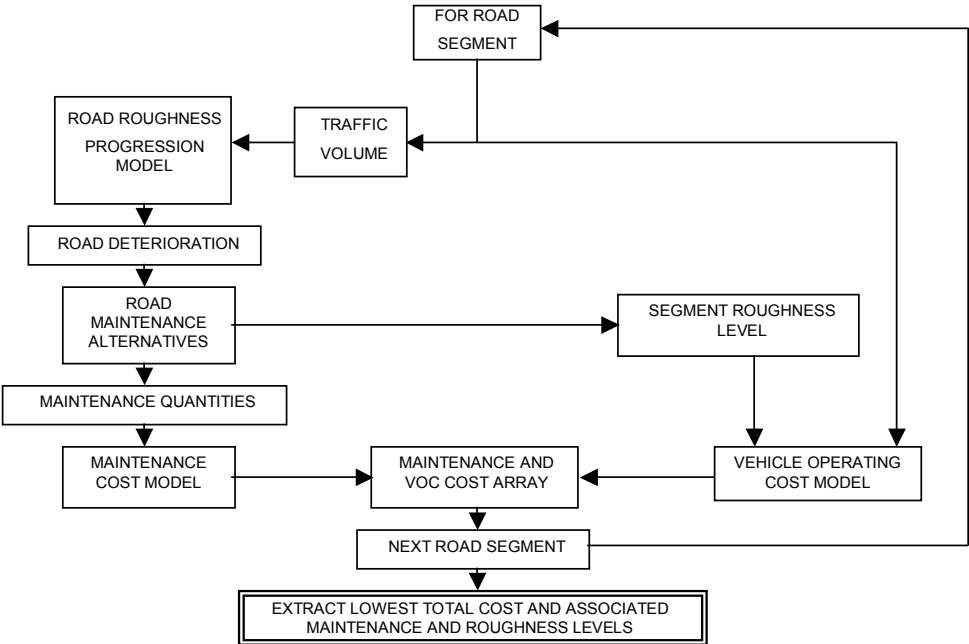 FOR ROAD
SEGMENT
ROAD ROUGHNESS
PROGRESSION
MODEL
TRAFFIC
VOLUME
ROAD DETERIORATION
ROAD
MAINTENANCE
ALTERNATIVES
SEGMENT ROUGHNESS
LEVEL
MAINTENANCE QUANTITIES
MAINTENANCE
COST MODEL
MAINTENANCE AND
VOC COST ARRAY
VEHICLE OPERATING
COST MODEL
NEXT ROAD SEGMENT
EXTRACT LOWEST TOTAL COST AND ASSOCIATED
MAINTENANCE AND ROUGHNESS LEVELS